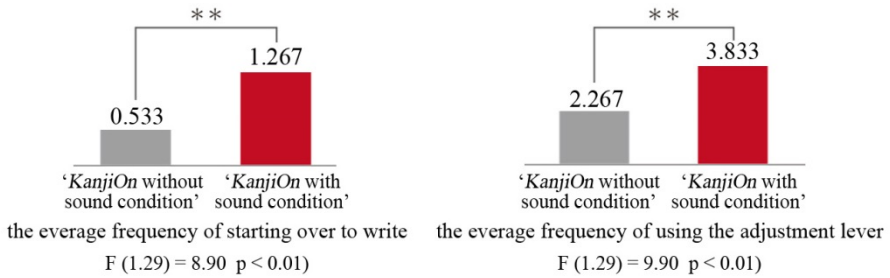 **
1.267
0.533
'KanjiOn without
sound condition'
'KanjiOn with
sound condition'
the everage frequency of starting over to write
F (1.29) = 8.90 p < 0.01)
**
3.833
2.267
'KanjiOn without
sound condition'
'KanjiOn with
sound condition'
the everage frequency of using the adjustment lever
F (1.29) = 9.90 p < 0.01)